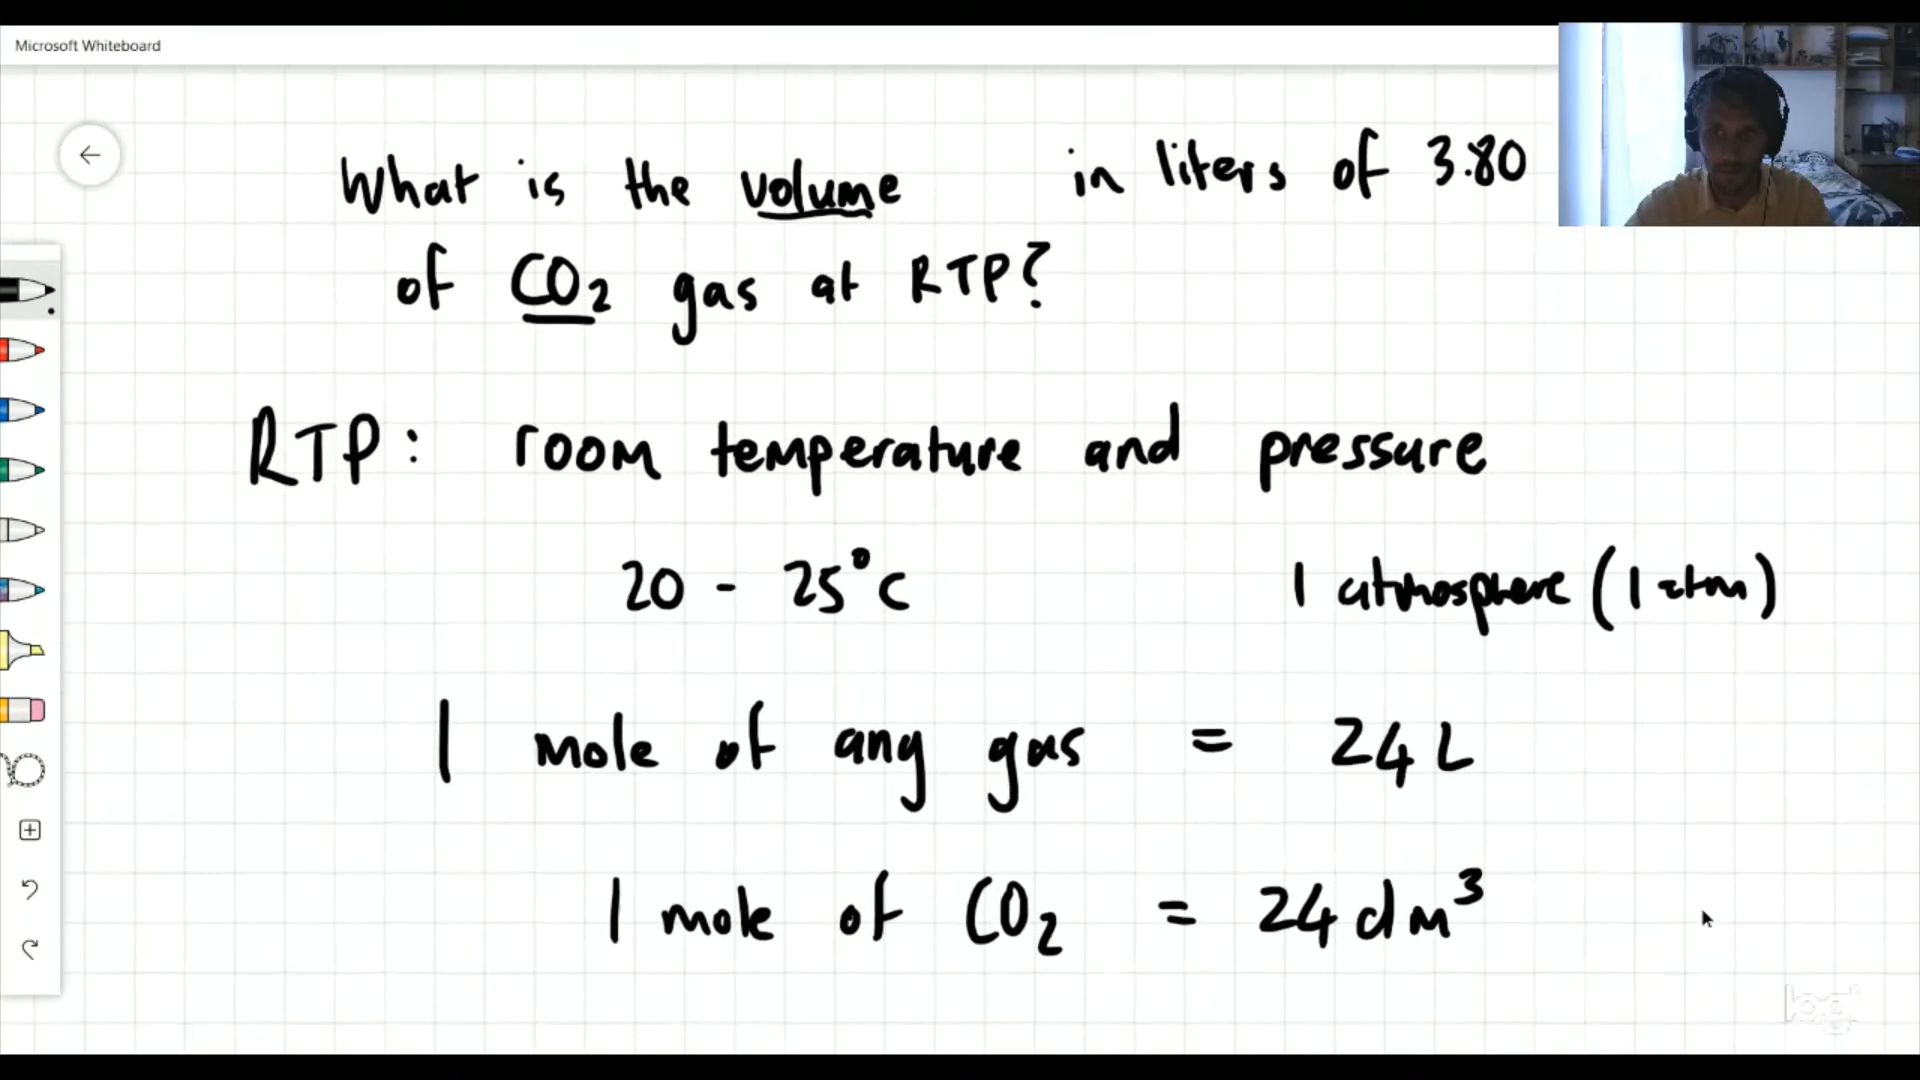 Microsoft Whiteboard
What is the volume in liters of 3.80
of CO₂ gas at RTP?
RTP: room temperature and pressure
20 - 25°C 1 atmosphere (1 atm)
1 mole of any gas = 24 L
1 mole of CO₂ = 24 dm³
logi